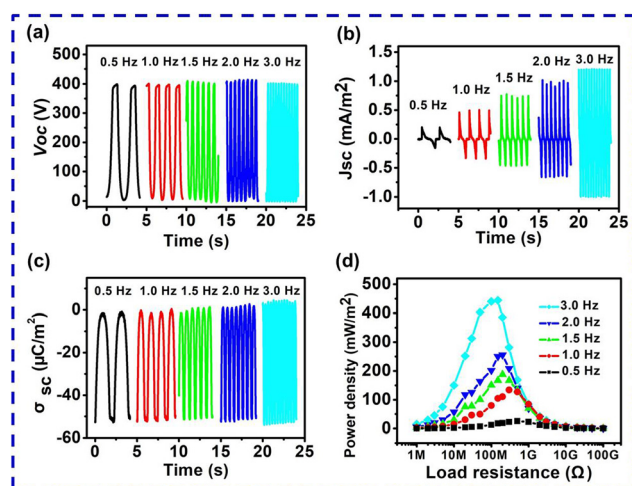 (a)
500
400
300
200
100
0
Voc (V)
0.5 Hz 1.0 Hz 1.5 Hz 2.0 Hz 3.0 Hz
0 5 10 15 20 25
Time (s)
(b)
1.5
1.0
0.5
0.0
-0.5
-1.0
Jsc (mA/m²)
0.5 Hz
1.0 Hz
1.5 Hz
2.0 Hz
3.0 Hz
0 5 10 15 20 25
Time (s)
(c)
0
-20
-40
-60
σ sc (μC/m²)
0.5 Hz 1.0 Hz 1.5 Hz 2.0 Hz 3.0 Hz
0 5 10 15 20 25
Time (s)
(d)
500
400
300
200
100
0
Power density (mW/m²)
3.0 Hz
2.0 Hz
1.5 Hz
1.0 Hz
0.5 Hz
1M 10M 100M 1G 10G 100G
Load resistance (Ω)